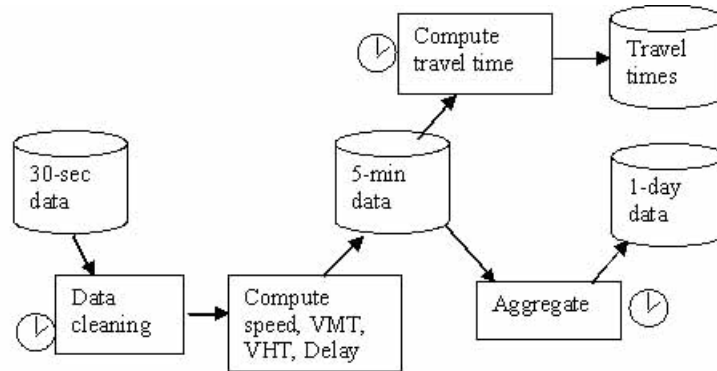 Compute
travel time
Travel
times
30-sec
data
5-min
data
1-day
data
Data
cleaning
Compute
speed, VMT,
VHT, Delay
Aggregate